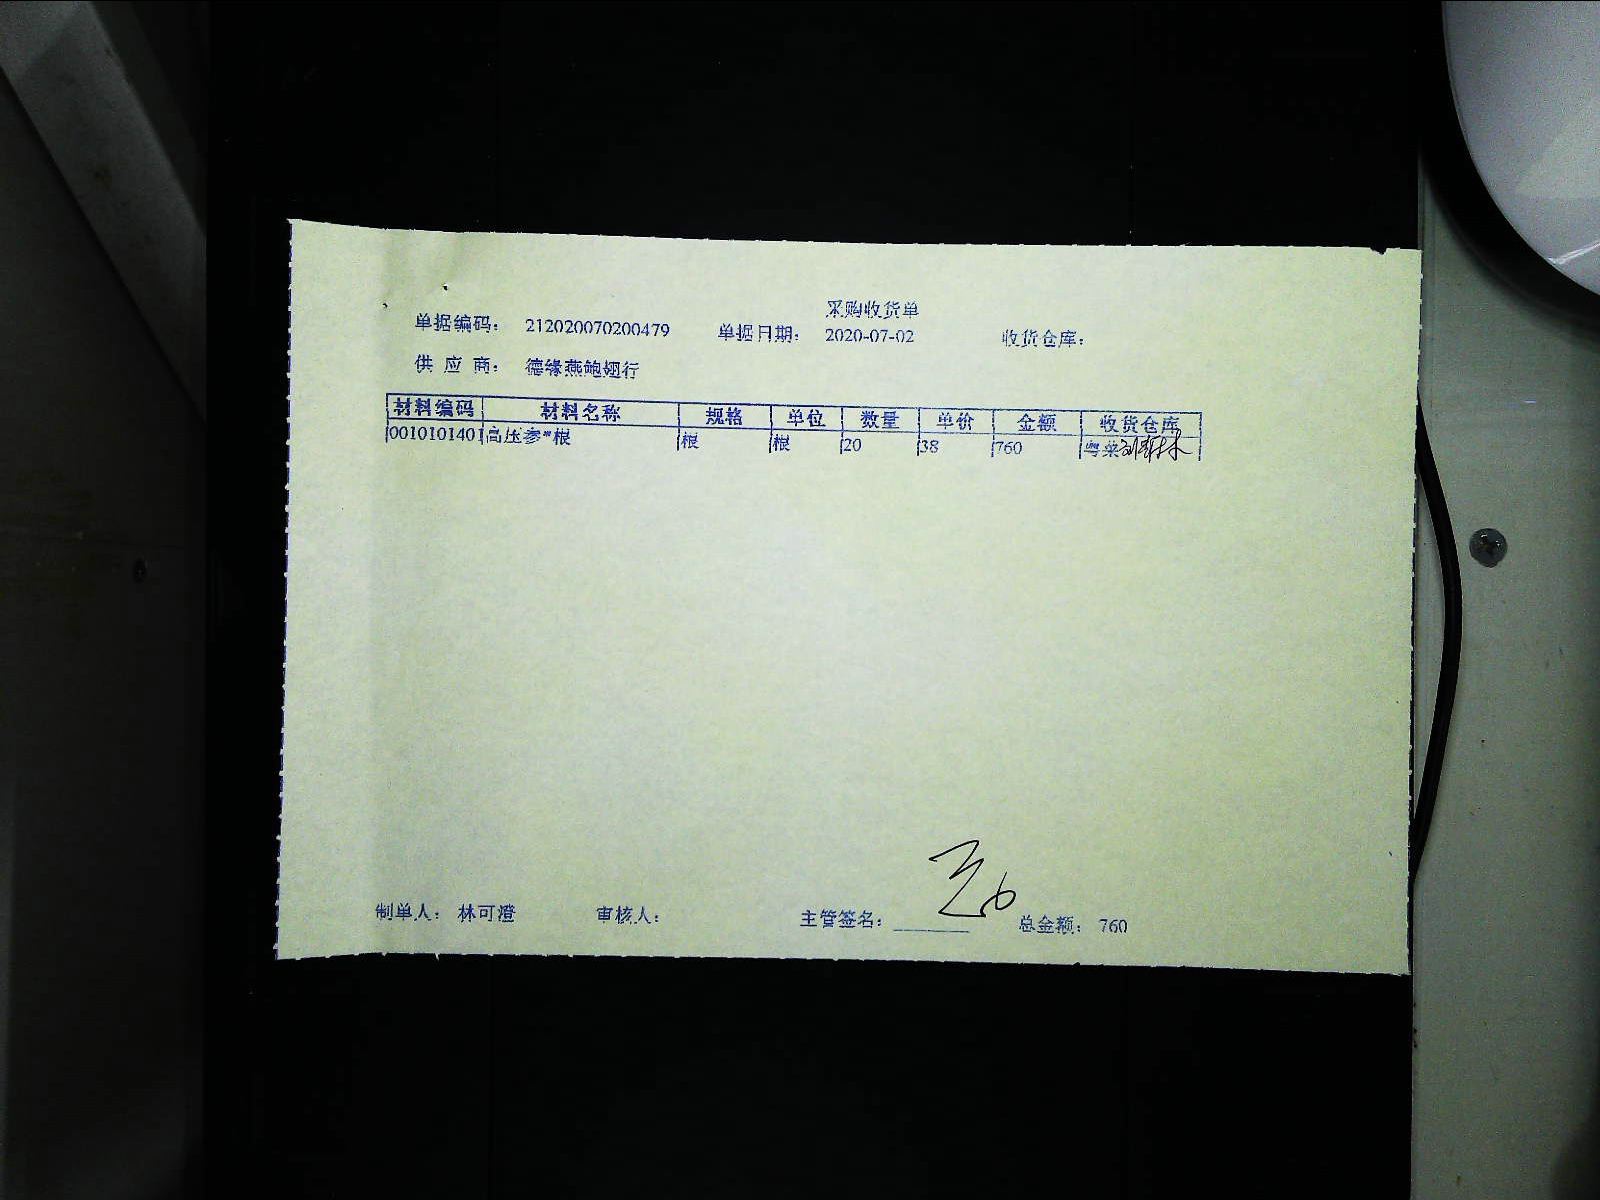 采购收货单
单据编码： 212020070200479 单据日期： 2020-07-02 收货仓库：
供 应 商： 德缘燕鲍翅行
材料编码 材料名称 规格 单位 数量 单价 金额 收货仓库
0010101401 高压参*根 根 根 20 38 760 粤菜
制单人： 林可澄 审核人： 主管签名： 总金额： 760